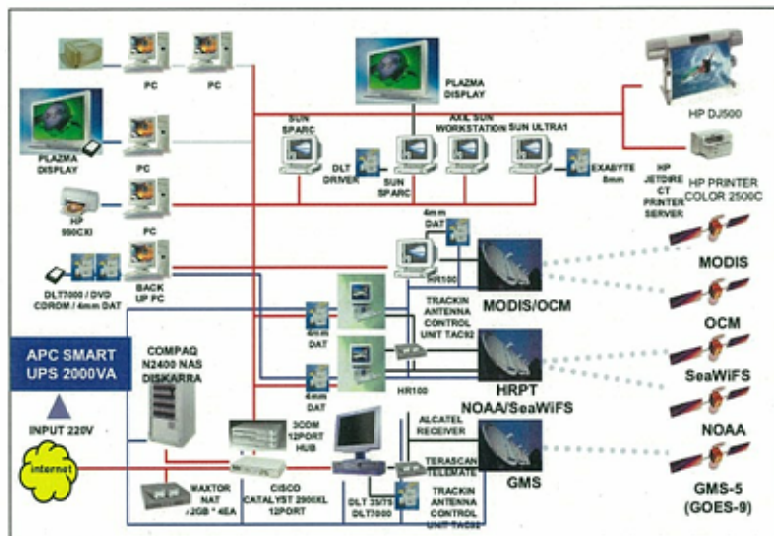 PC
PC
PLAZMA
DISPLAY
PC
HP
990CXI
PC
DLT7000 / DVD
CDROM / 4mm DAT
BACK
UP PC
PLAZMA
DISPLAY
SUN
SPARC
AXIL SUN
WORKSTATION
SUN ULTRA1
DLT
DRIVER
SUN
SPARC
EXABYTE
8mm
HP DJ500
HP
JETDIRE
CT
PRINTER
SERVER
HP PRINTER
COLOR 2500C
4mm
DAT
HR100
MODIS/OCM
TRACKIN
ANTENNA
CONTROL
UNIT TAC92
4mm
DAT
4mm
DAT
HR100
HRPT
NOAA/SeaWiFS
MODIS
OCM
SeaWiFS
NOAA
GMS-5
(GOES-9)
APC SMART
UPS 2000VA
INPUT 220V
internet
COMPAQ
N2400 NAS
DISKARRA
3COM
12PORT
HUB
ALCATEL
RECEIVER
TERASCAN
TELEMATE
GMS
MAXTOR
NAT
72GB * 4EA
CISCO
CATALYST 2900XL
12PORT
DLT 35/75
DLT7000
TRACKIN
ANTENNA
CONTROL
UNIT TAC92